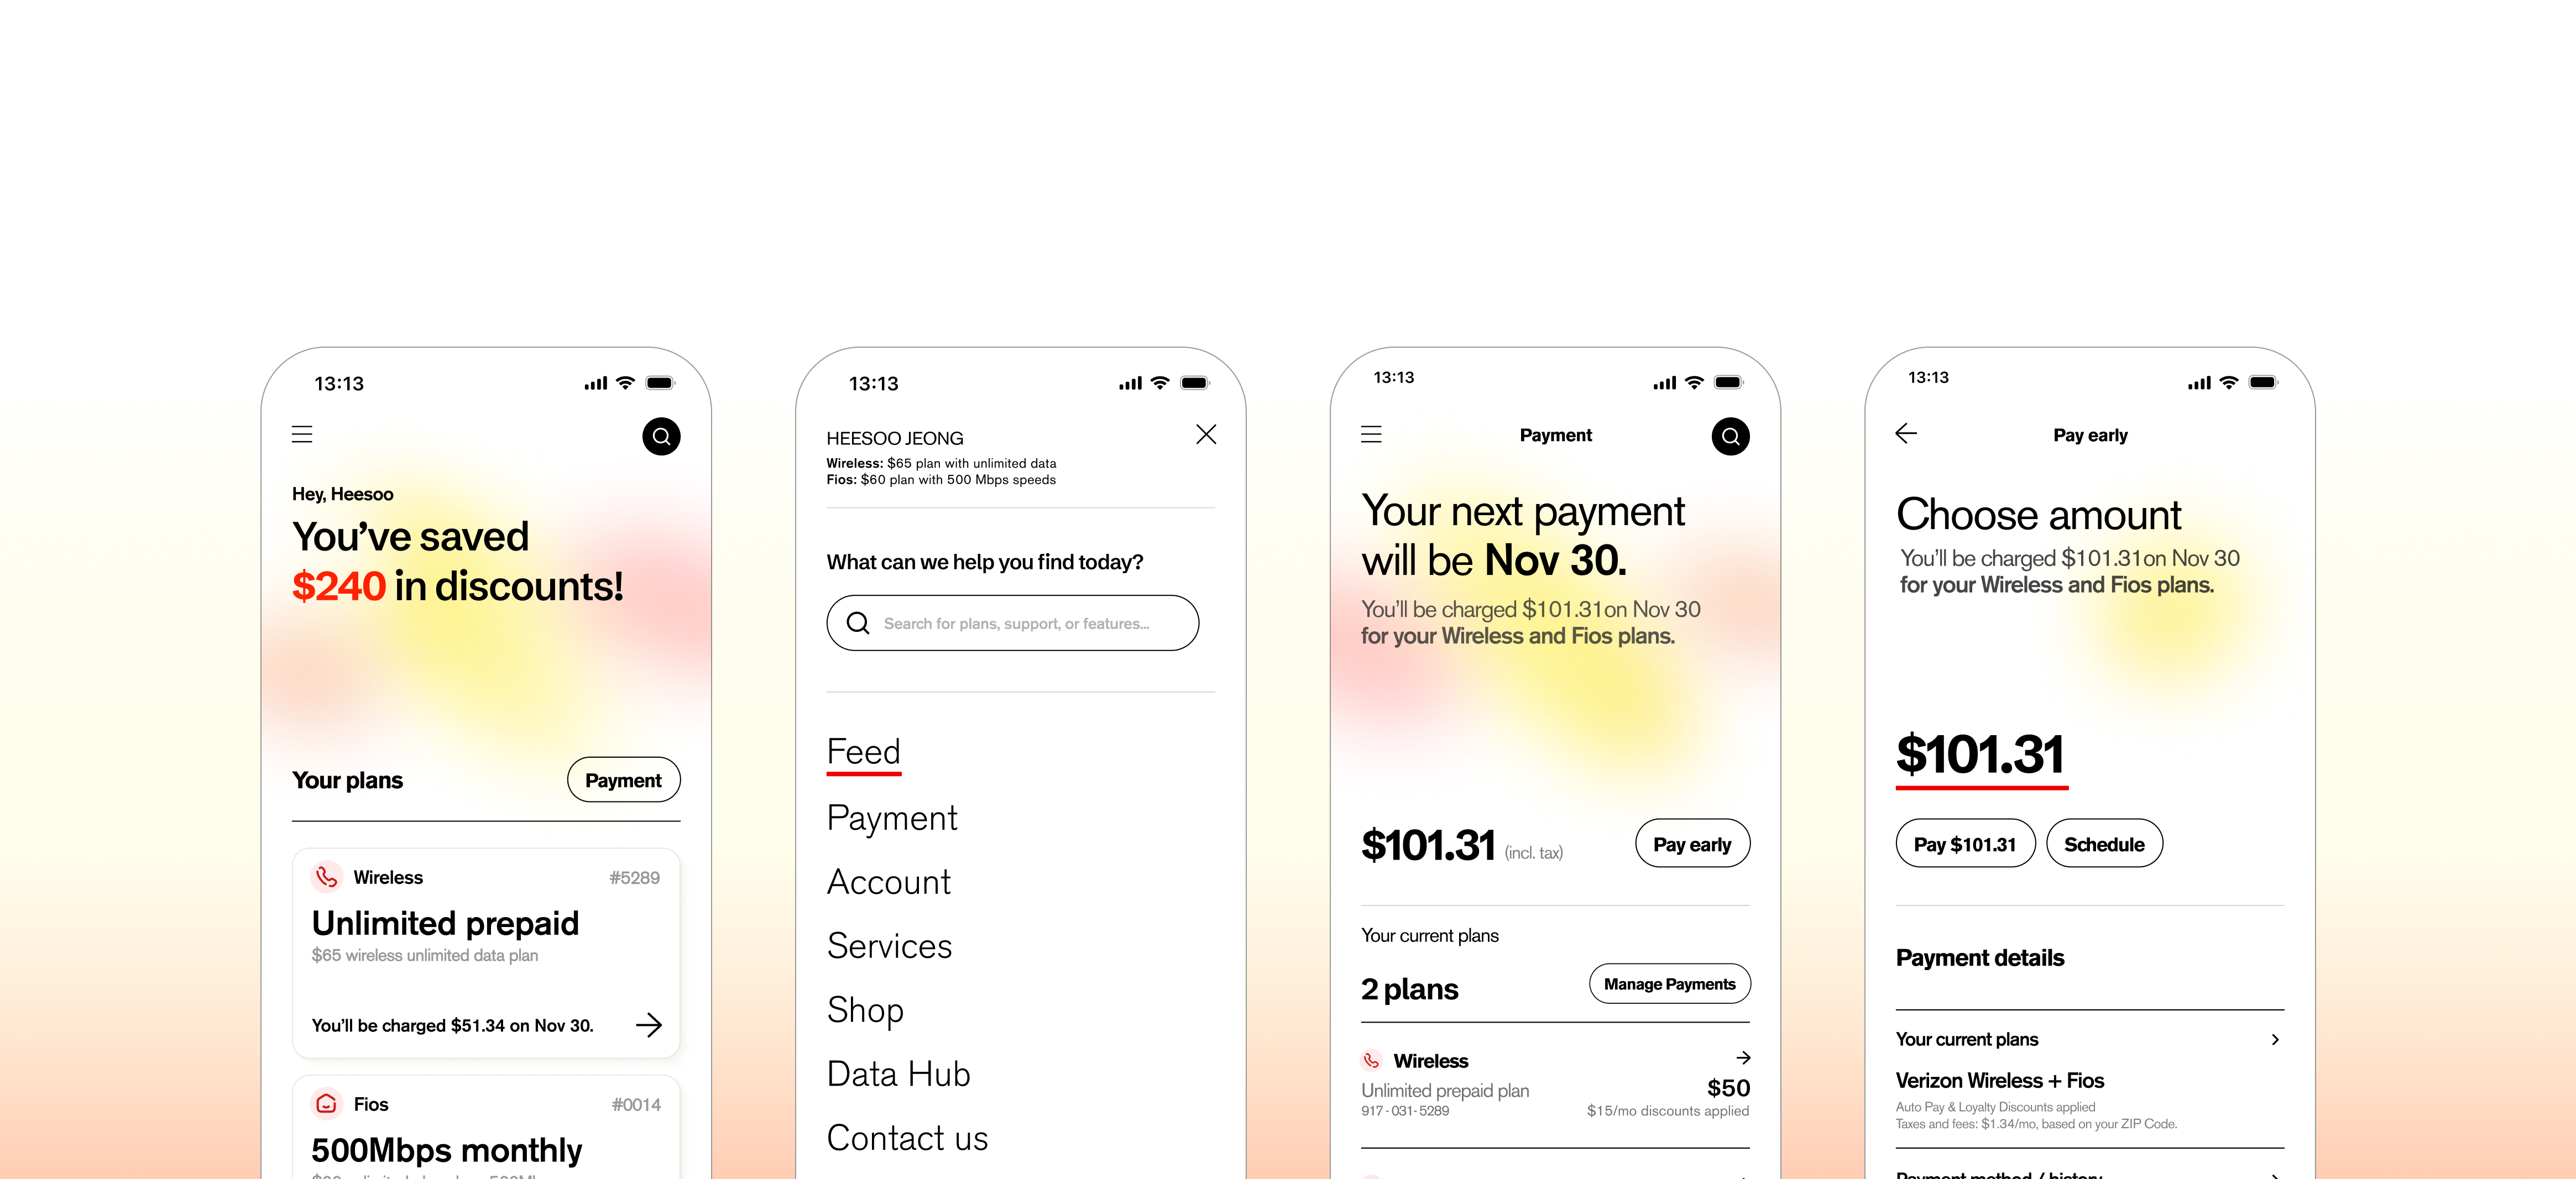 13:13
Hey, Heesoo
You’ve saved
$240 in discounts!
Your plans
Payment
Wireless
#5289
Unlimited prepaid
$65 wireless unlimited data plan
You’ll be charged $51.34 on Nov 30.
Fios
#0014
500Mbps monthly
13:13
HEESOO JEONG
Wireless: $65 plan with unlimited data
Fios: $60 plan with 500 Mbps speeds
What can we help you find today?
Search for plans, support, or features...
Feed
Payment
Account
Services
Shop
Data Hub
Contact us
13:13
Payment
Your next payment
will be Nov 30.
You’ll be charged $101.31on Nov 30
for your Wireless and Fios plans.
$101.31 (incl. tax)
Pay early
Your current plans
2 plans
Manage Payments
Wireless
Unlimited prepaid plan
$50
917-031-5289
$15/mo discounts applied
13:13
Pay early
Choose amount
You’ll be charged $101.31on Nov 30
for your Wireless and Fios plans.
$101.31
Pay $101.31
Schedule
Payment details
Your current plans
Verizon Wireless + Fios
Auto Pay & Loyalty Discounts applied
Taxes and fees: $1.34/mo, based on your ZIP Code.
Payment method / history